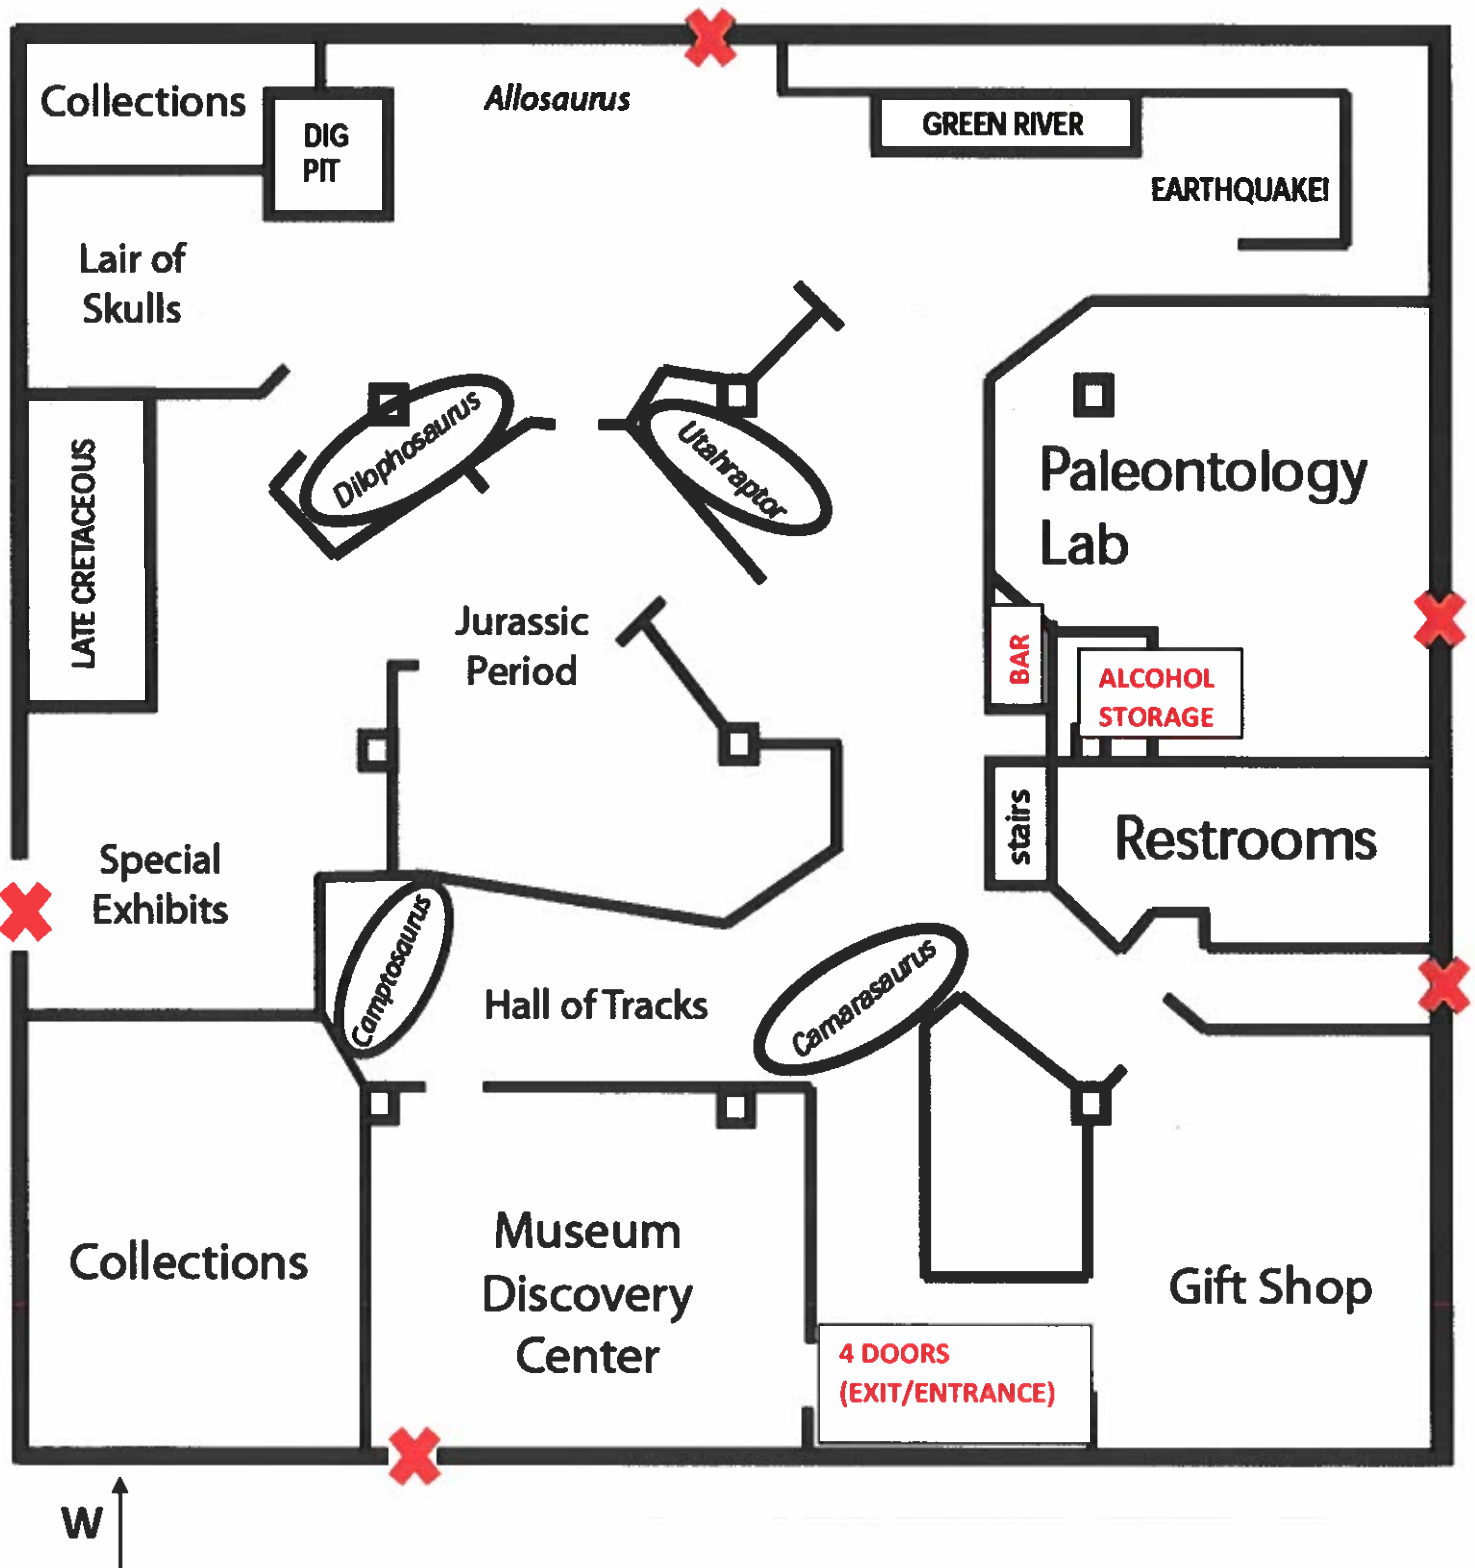 Collections
DIG
PIT
Allosaurus
GREEN RIVER
EARTHQUAKE!
Lair of
Skulls
Dilophosaurus
Utahraptor
LATE CRETACEOUS
Paleontology
Lab
Jurassic
Period
BAR
ALCOHOL
STORAGE
stairs
Restrooms
Special
Exhibits
Camptosaurus
Hall of Tracks
Camarasaurus
Collections
Museum
Discovery
Center
Gift Shop
4 DOORS
(EXIT/ENTRANCE)
W